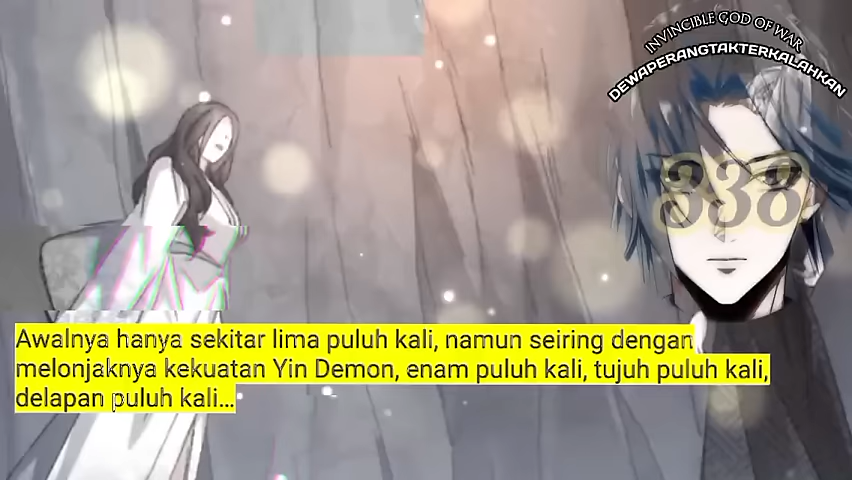 INVINCIBLE GOD OF WAR
DEWAPERANGTAKTERKALAHKAN
338
Awalnya hanya sekitar lima puluh kali, namun seiring dengan
melonjaknya kekuatan Yin Demon, enam puluh kali, tujuh puluh kali,
delapan puluh kali...